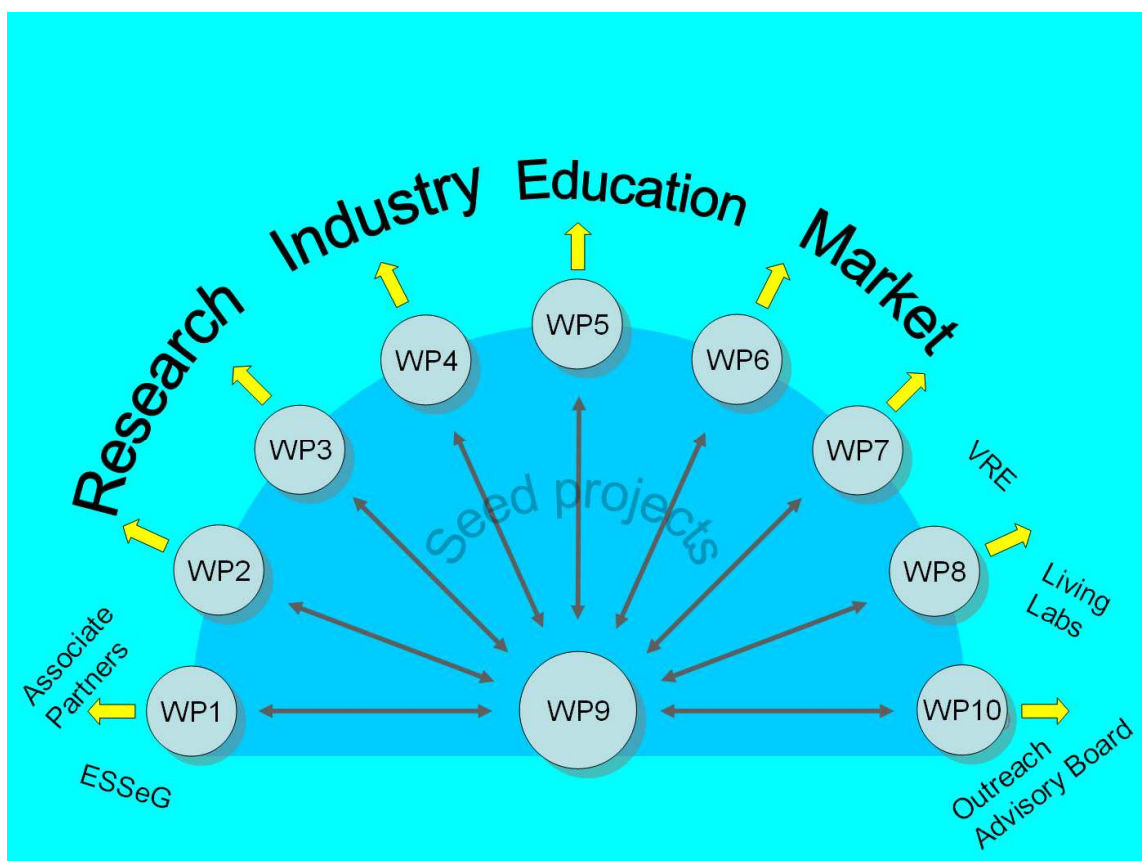 Research
Industry
Education
Market
WP5
WP4
WP6
WP3
WP7
VRE
Seed projects
WP2
WP8
Living
Labs
Associate
Partners
WP1
WP9
WP10
ESSeG
Outreach
Advisory Board